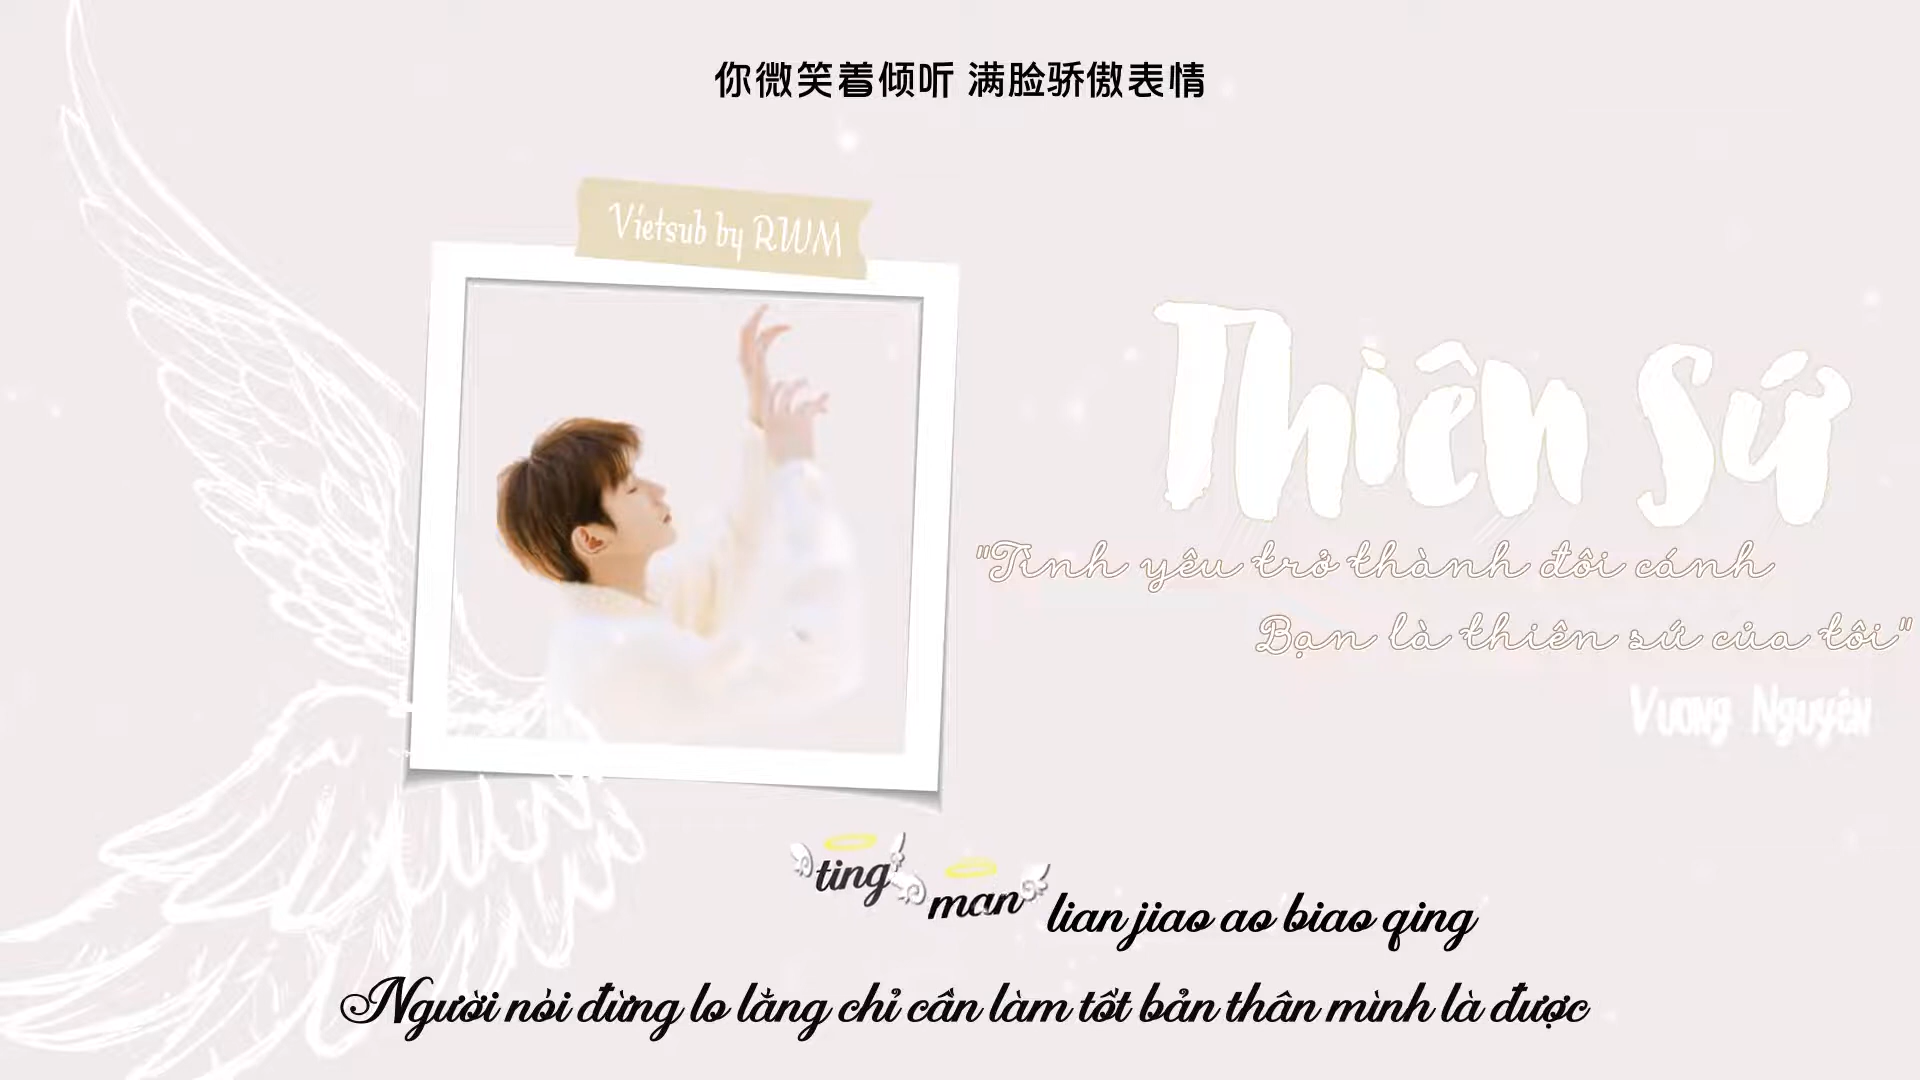 你微笑着倾听 满脸骄傲表情
Vietsub by RWM
Thiên Sứ
"Tình yêu trở thành đôi cánh
Bạn là thiên sứ của tôi"
Vương Nguyên
ting man lian jiao ao biao qing
Người nói đừng lo lắng chỉ cần làm tốt bản thân mình là được